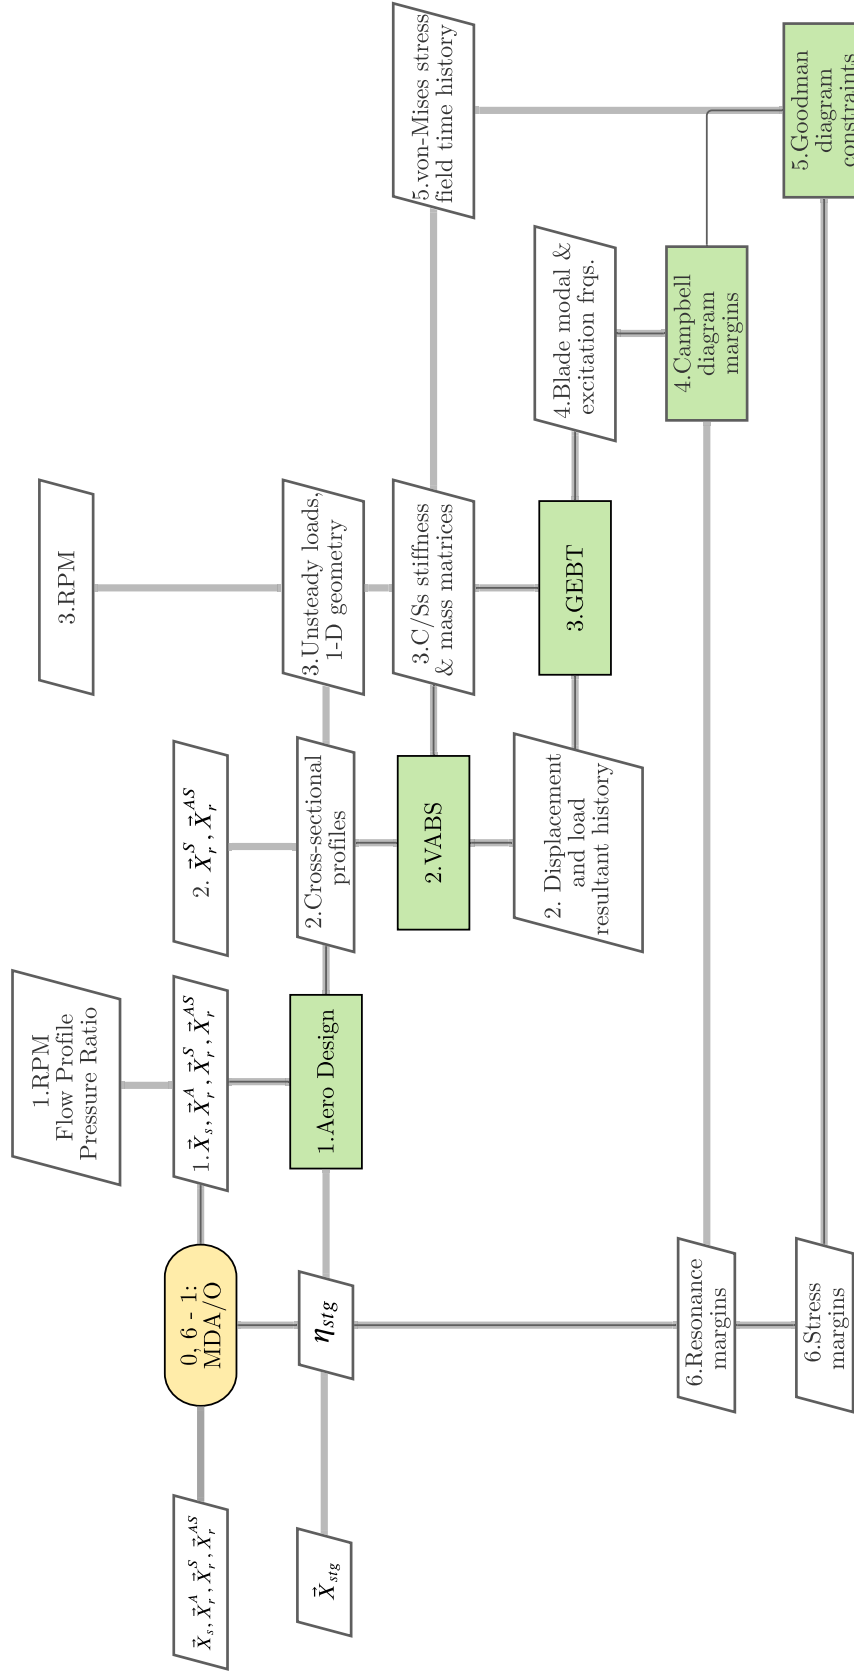 1.RPM
Flow Profile
Pressure Ratio
3.RPM
0, 6 - 1:
MDA/O
$\vec{X}_s, \vec{X}_r^A, \vec{X}_r^S, \vec{X}_r^{AS}$
1. $\vec{X}_s, \vec{X}_r^A, \vec{X}_r^S, \vec{X}_r^{AS}$
2. $\vec{X}_r^S, \vec{X}_r^{AS}$
$\vec{X}_{stg}$
$\eta_{stg}$
1.Aero Design
2.Cross-sectional
profiles
3.Unsteady loads,
1-D geometry
2.VABS
3.C/Ss stiffness
& mass matrices
5.von-Mises stress
field time history
2. Displacement
and load
resultant history
3.GEBT
4.Blade modal &
excitation frqs.
6.Resonance
margins
4.Campbell
diagram
margins
6.Stress
margins
5.Goodman
diagram
constraints